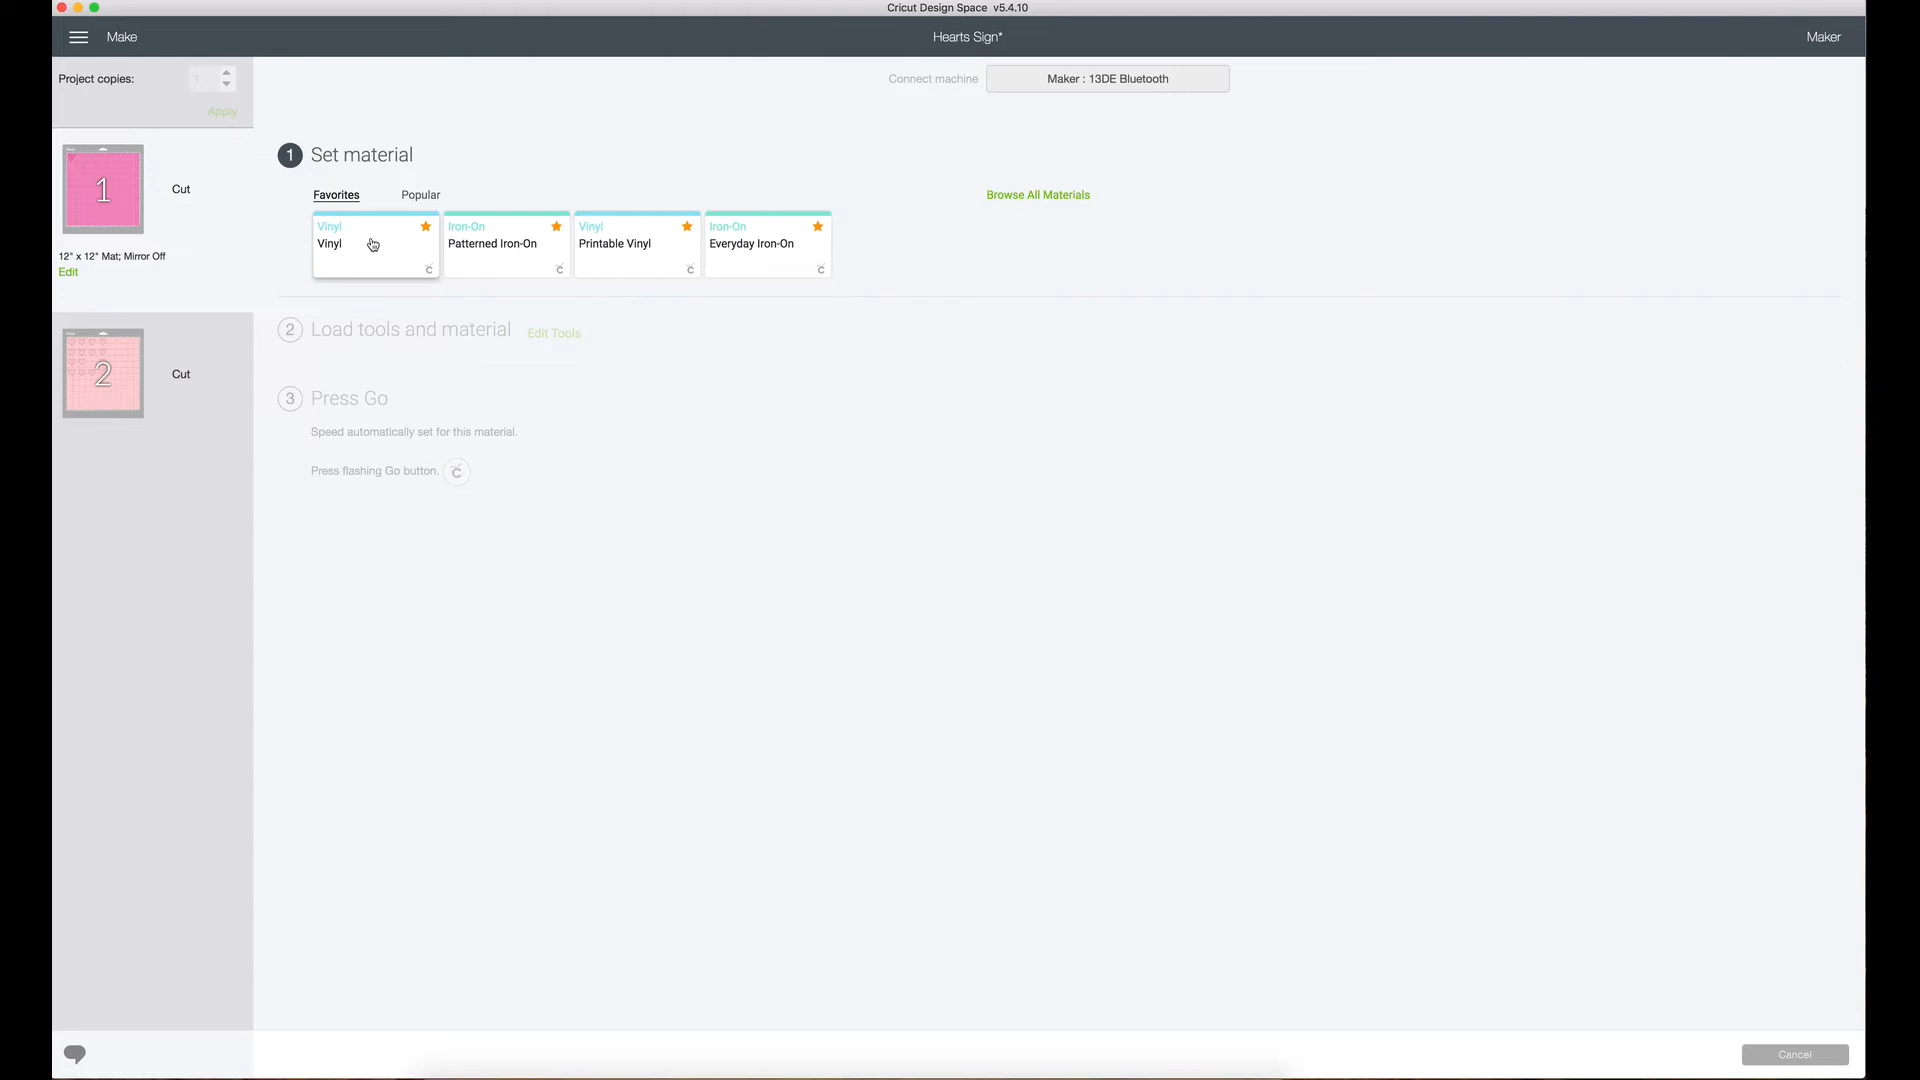 Cricut Design Space v5.4.10
Make
Hearts Sign*
Maker
Project copies:
1
Apply
Connect machine
Maker : 13DE Bluetooth
1
Cut
12" x 12" Mat; Mirror Off
Edit
2
Cut
1 Set material
Favorites
Popular
Browse All Materials
Vinyl
Vinyl
Iron-On
Patterned Iron-On
Vinyl
Printable Vinyl
Iron-On
Everyday Iron-On
2 Load tools and material
Edit Tools
3 Press Go
Speed automatically set for this material.
Press flashing Go button.
Cancel